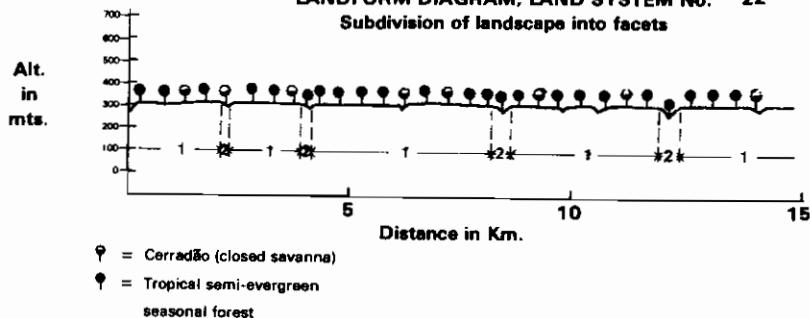 LANDFORM DIAGRAM, LAND SYSTEM No. 22
Subdivision of landscape into facets
Alt.
in
mts.
700
600
500
400
300
200
100
0
1 2 1 2 1 2 1 2 1
5 10 15
Distance in Km.
= Cerradão (closed savanna)
= Tropical semi-evergreen
seasonal forest